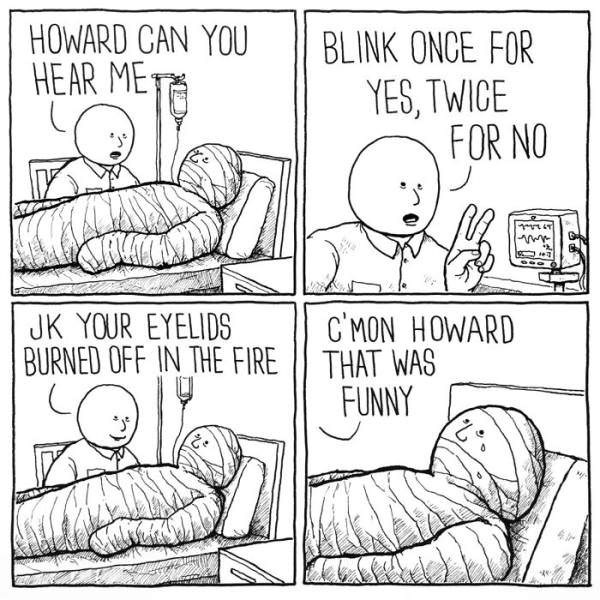 HOWARD CAN YOU
HEAR ME
BLINK ONCE FOR
YES, TWICE
FOR NO
JK YOUR EYELIDS
BURNED OFF IN THE FIRE
C'MON HOWARD
THAT WAS
FUNNY